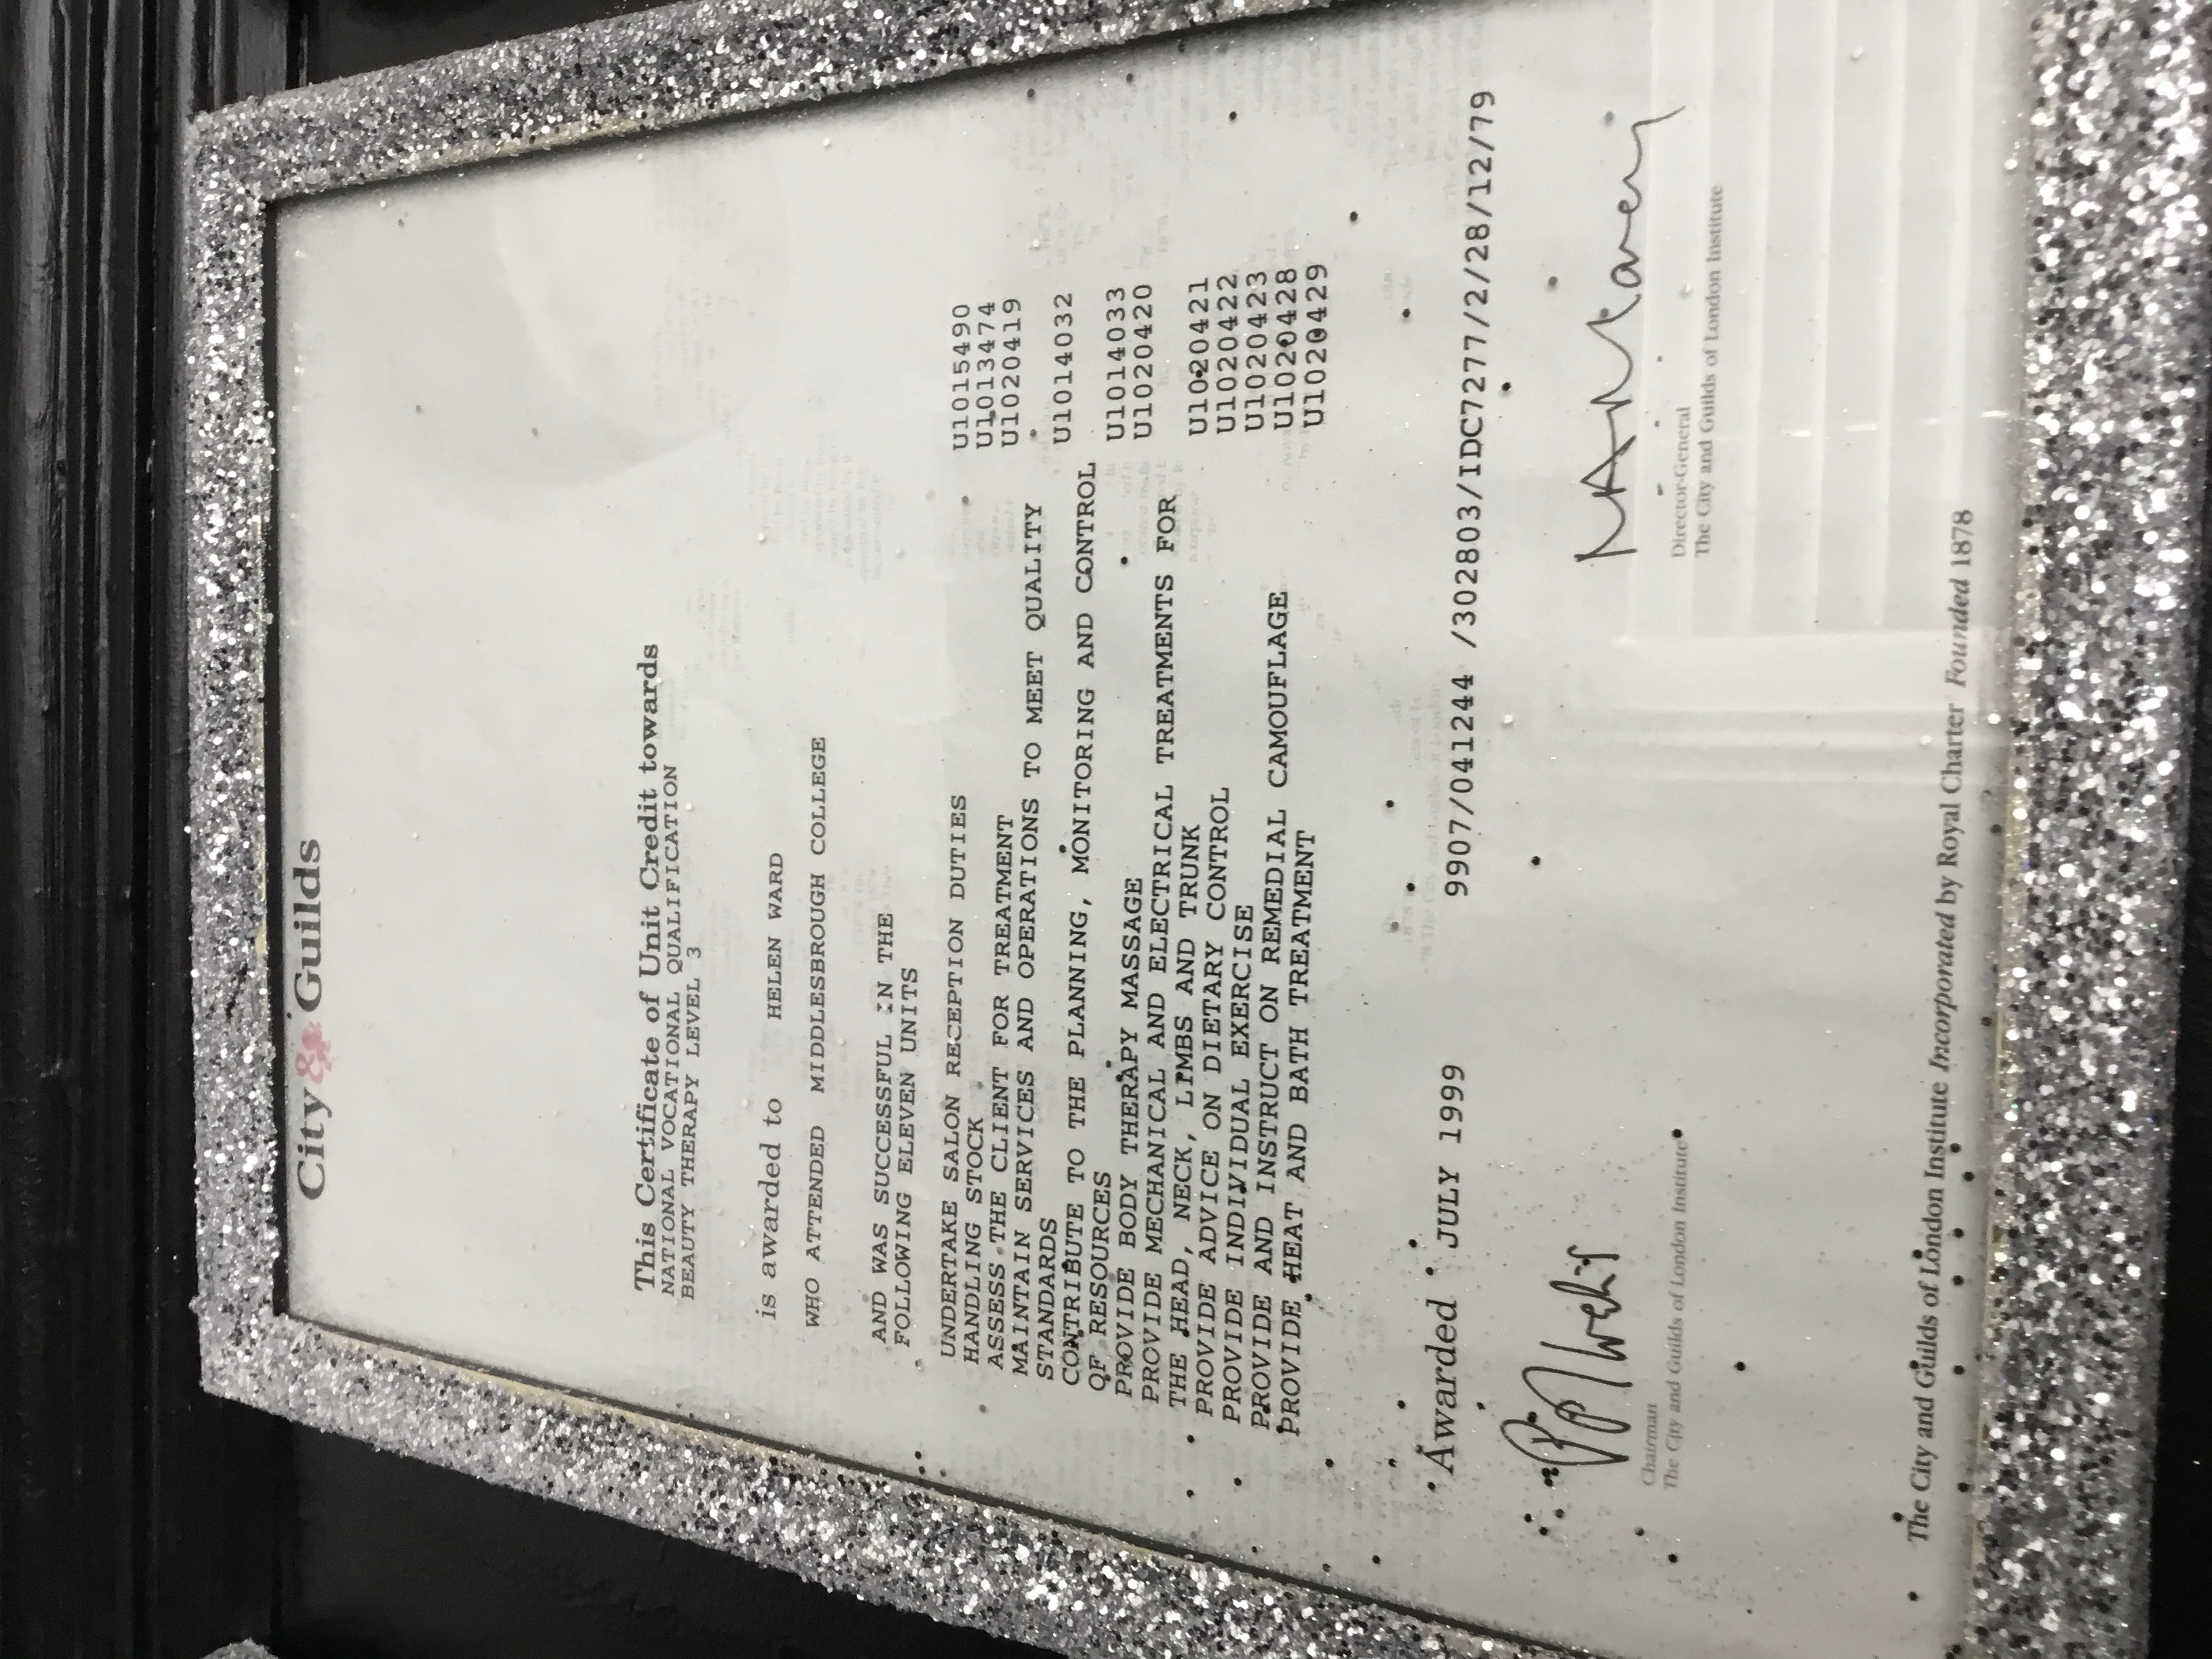 City & Guilds
This Certificate of Unit Credit towards
NATIONAL VOCATIONAL QUALIFICATION
BEAUTY THERAPY LEVEL 3
is awarded to HELEN WARD
WHO ATTENDED MIDDLESBROUGH COLLEGE
AND WAS SUCCESSFUL IN THE
FOLLOWING ELEVEN UNITS
UNDERTAKE SALON RECEPTION DUTIES U1015490
HANDLING STOCK U1013474
ASSESS THE CLIENT FOR TREATMENT U1020419
MAINTAIN SERVICES AND OPERATIONS TO MEET QUALITY
STANDARDS U1014032
CONTRIBUTE TO THE PLANNING, MONITORING AND CONTROL
OF RESOURCES U1014033
PROVIDE BODY THERAPY MASSAGE U1020420
PROVIDE MECHANICAL AND ELECTRICAL TREATMENTS FOR
THE HEAD, NECK, LIMBS AND TRUNK U1020421
PROVIDE ADVICE ON DIETARY CONTROL U1020422
PROVIDE INDIVIDUAL EXERCISE U1020423
PROVIDE AND INSTRUCT ON REMEDIAL CAMOUFLAGE U1020428
PROVIDE HEAT AND BATH TREATMENT U1020429
Awarded JULY 1999 9907/041244 /302803/1DC7277/2/28/12/79
Chairman
The City and Guilds of London Institute
Director-General
The City and Guilds of London Institute
The City and Guilds of London Institute Incorporated by Royal Charter Founded 1878